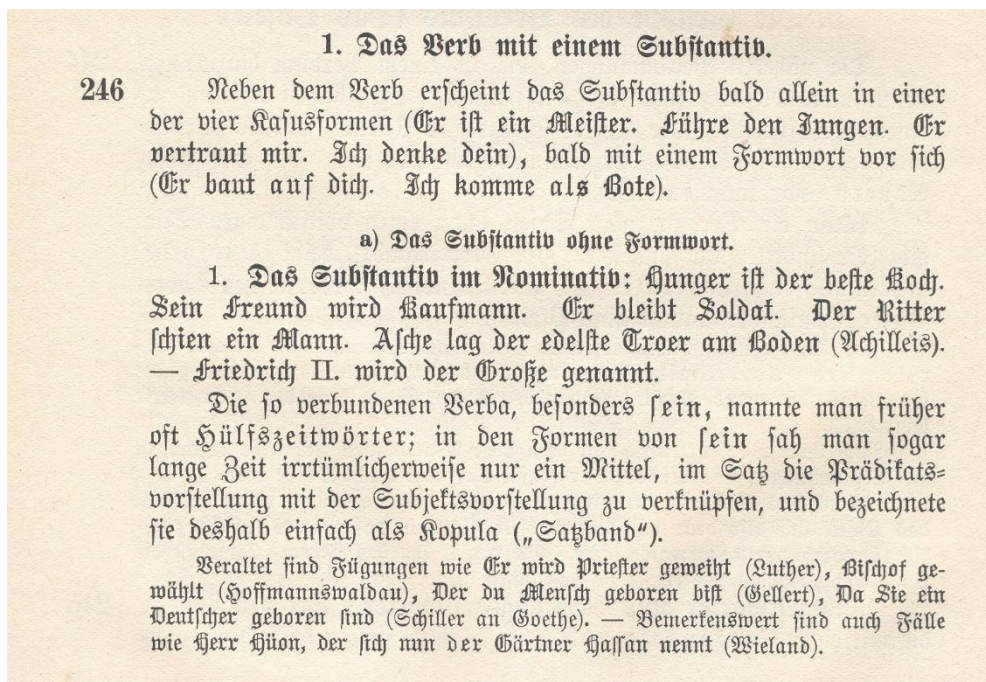 1. Das Verb mit einem Substantiv.
246 Neben dem Verb erscheint das Substantiv bald allein in einer
der vier Kasusformen (Er ist ein Meister. Führe den Jungen. Er
vertraut mir. Ich denke dein), bald mit einem Formwort vor sich
(Er baut auf dich. Ich komme als Bote).
a) Das Substantiv ohne Formwort.
1. Das Substantiv im Nominativ: Hunger ist der beste Koch.
Sein Freund wird Kaufmann. Er bleibt Soldat. Der Ritter
schien ein Mann. Asche lag der edelste Troer am Boden (Achilleis).
— Friedrich II. wird der Große genannt.
Die so verbundenen Verba, besonders sein, nannte man früher
oft Hülfszeitwörter; in den Formen von sein sah man sogar
lange Zeit irrtümlicherweise nur ein Mittel, im Satz die Prädikats-
vorstellung mit der Subjektsvorstellung zu verknüpfen, und bezeichnete
sie deshalb einfach als Kopula („Satzband“).
Veraltet sind Fügungen wie Er wird Priester geweiht (Luther), Bischof ge-
wählt (Hoffmannswaldau), Der du Mensch geboren bist (Gellert), Da Sie ein
Deutscher geboren sind (Schiller an Goethe). — Bemerkenswert sind auch Fälle
wie Herr Hüon, der sich nun der Gärtner Hassan nennt (Wieland).